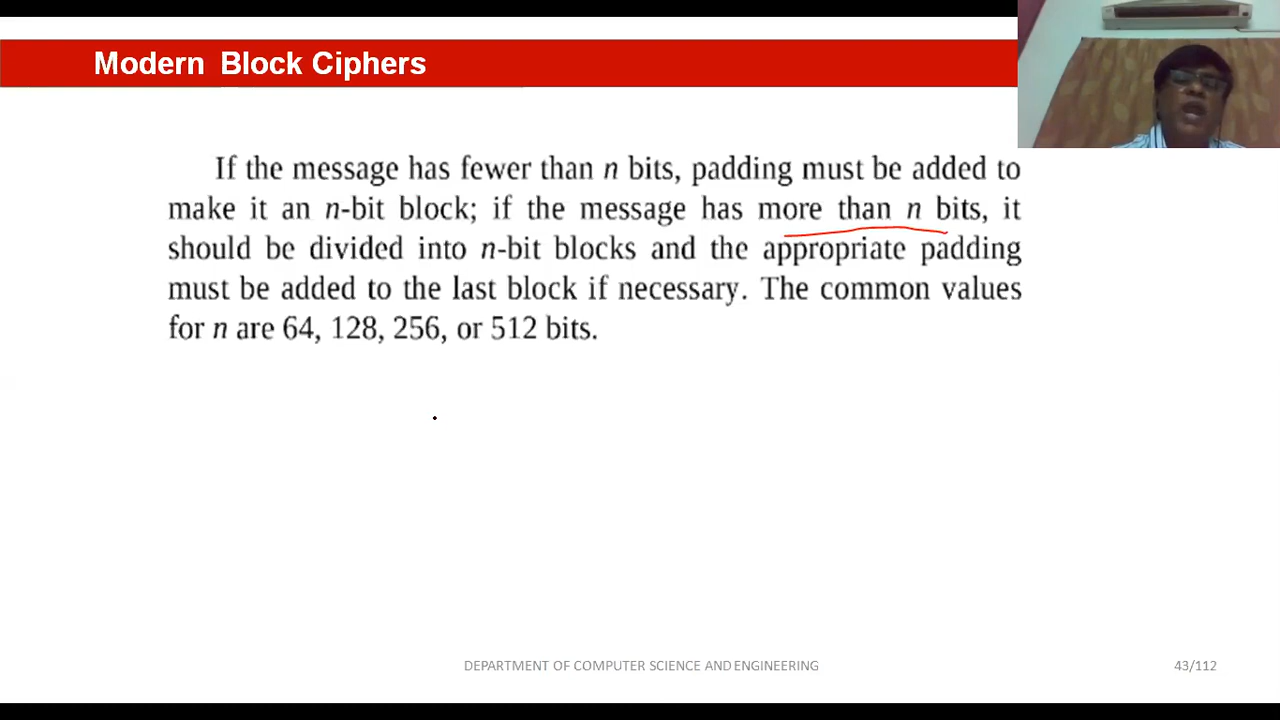 Modern Block Ciphers
If the message has fewer than n bits, padding must be added to
make it an n-bit block; if the message has more than n bits, it
should be divided into n-bit blocks and the appropriate padding
must be added to the last block if necessary. The common values
for n are 64, 128, 256, or 512 bits.
DEPARTMENT OF COMPUTER SCIENCE AND ENGINEERING
43/112